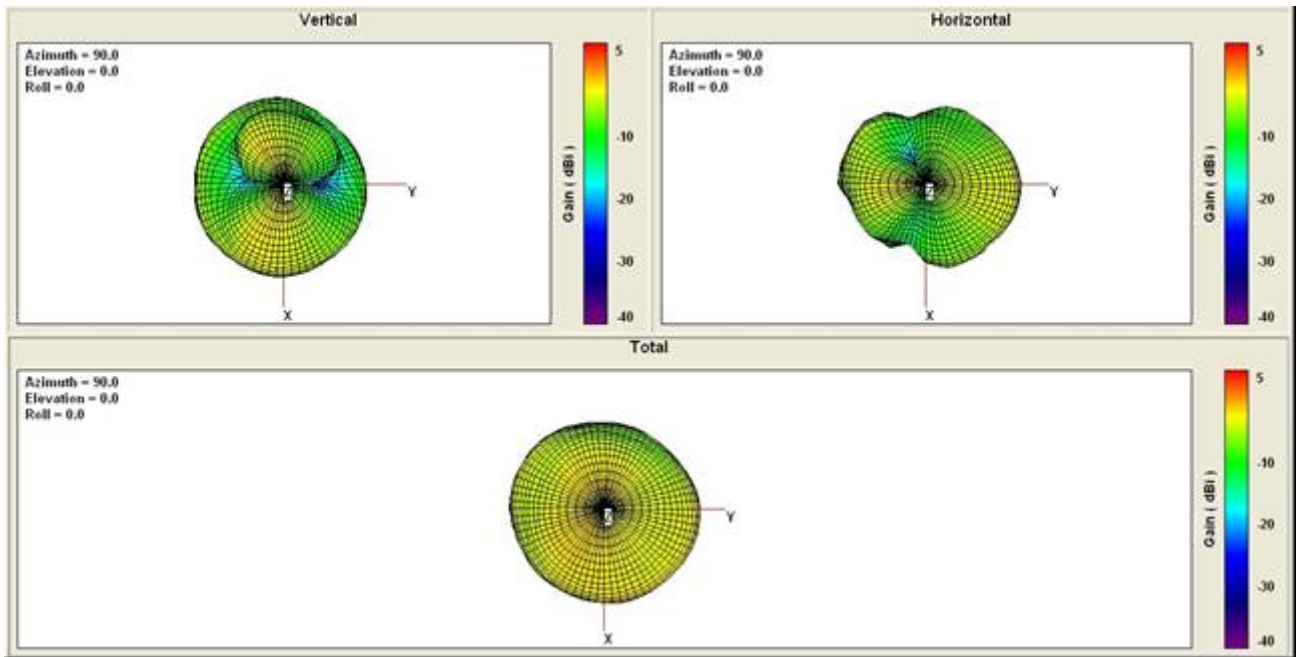 Vertical
Azimuth = 90.0
Elevation = 0.0
Roll = 0.0
Y
X
5
-10
-20
-30
-40
Gain ( dBi )
Horizontal
Azimuth = 90.0
Elevation = 0.0
Roll = 0.0
Y
X
5
-10
-20
-30
-40
Gain ( dBi )
Total
Azimuth = 90.0
Elevation = 0.0
Roll = 0.0
Y
X
5
-10
-20
-30
-40
Gain ( dBi )